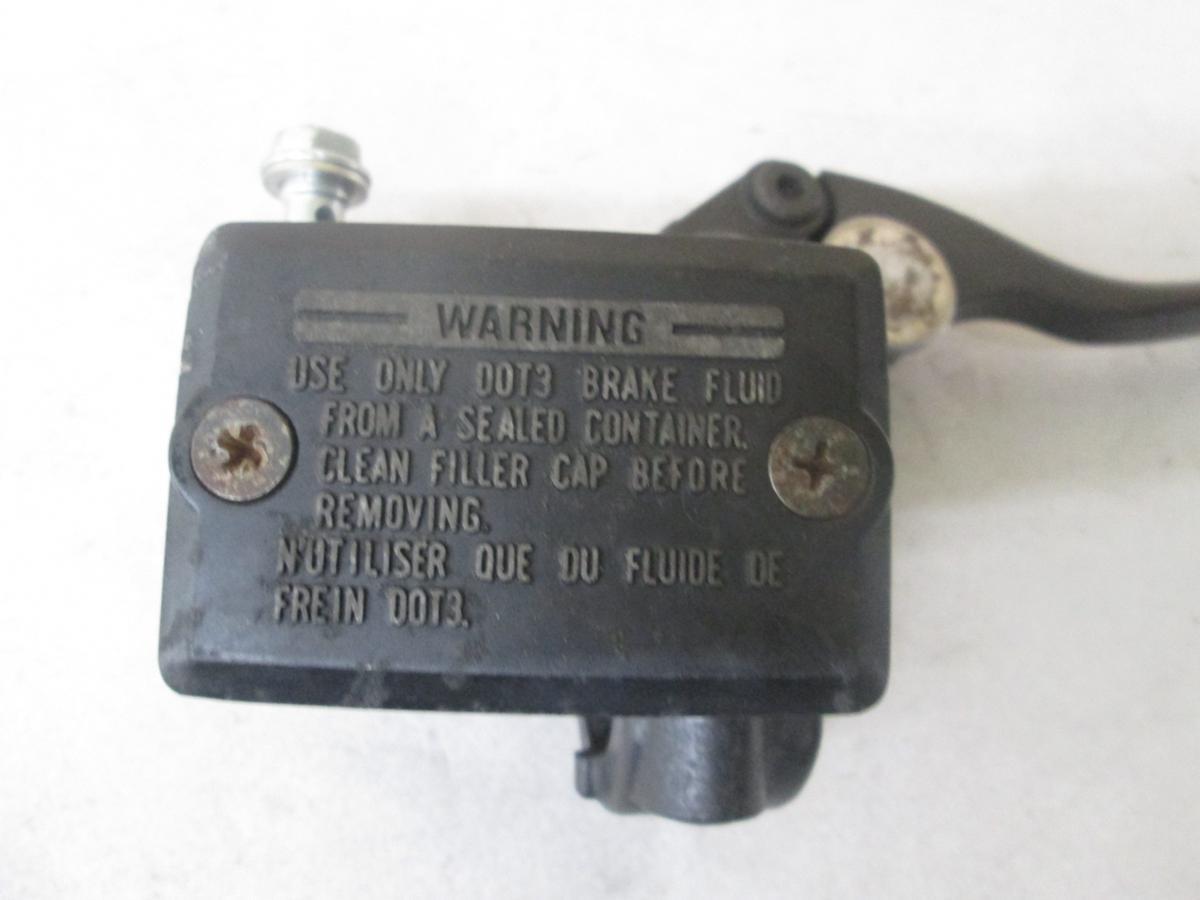 WARNING
USE ONLY DOT3 BRAKE FLUID
FROM A SEALED CONTAINER.
CLEAN FILLER CAP BEFORE
REMOVING.
N'UTILISER QUE DU FLUIDE DE
FREIN DOT3.